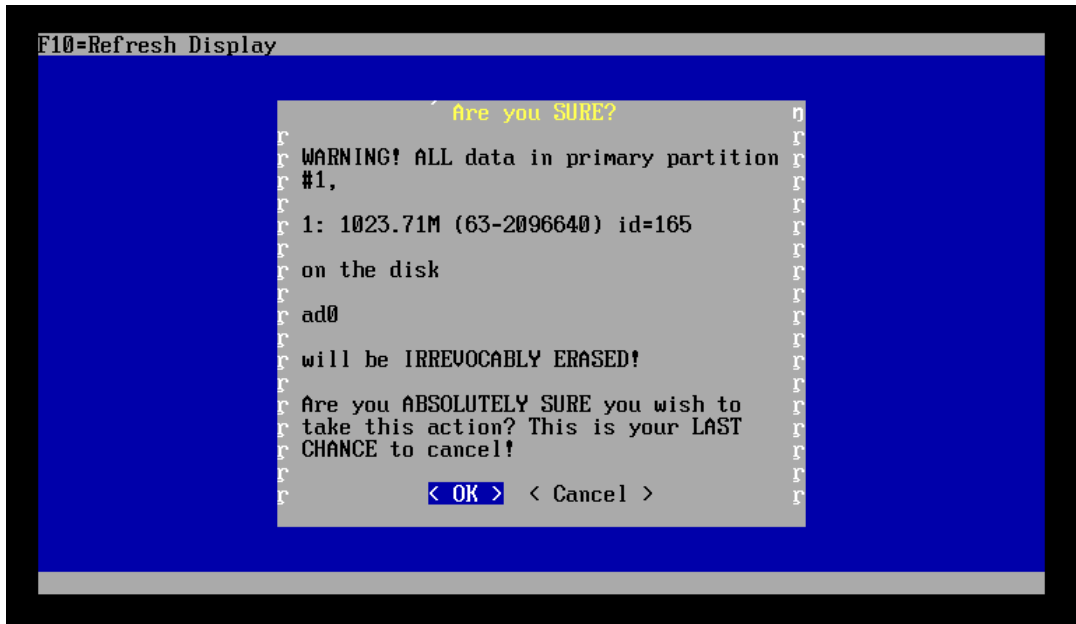 F10=Refresh Display
Are you SURE?
WARNING! ALL data in primary partition
#1,
1: 1023.71M (63-2096640) id=165
on the disk
ad0
will be IRREVOCABLY ERASED!
Are you ABSOLUTELY SURE you wish to
take this action? This is your LAST
CHANCE to cancel!
< OK > < Cancel >